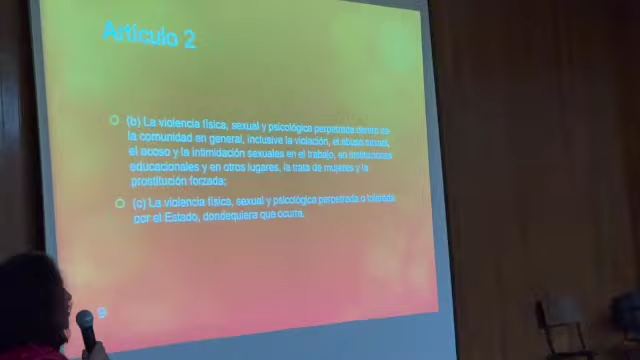 Artículo 2
(b) La violencia física, sexual y psicológica perpetrada dentro de
la comunidad en general, inclusive la violación, el abuso sexual,
el acoso y la intimidación sexuales en el trabajo, en instituciones
educacionales y en otros lugares, la trata de mujeres y la
prostitución forzada;
(c) La violencia física, sexual y psicológica perpetrada o tolerada
por el Estado, dondequiera que ocurra.
9